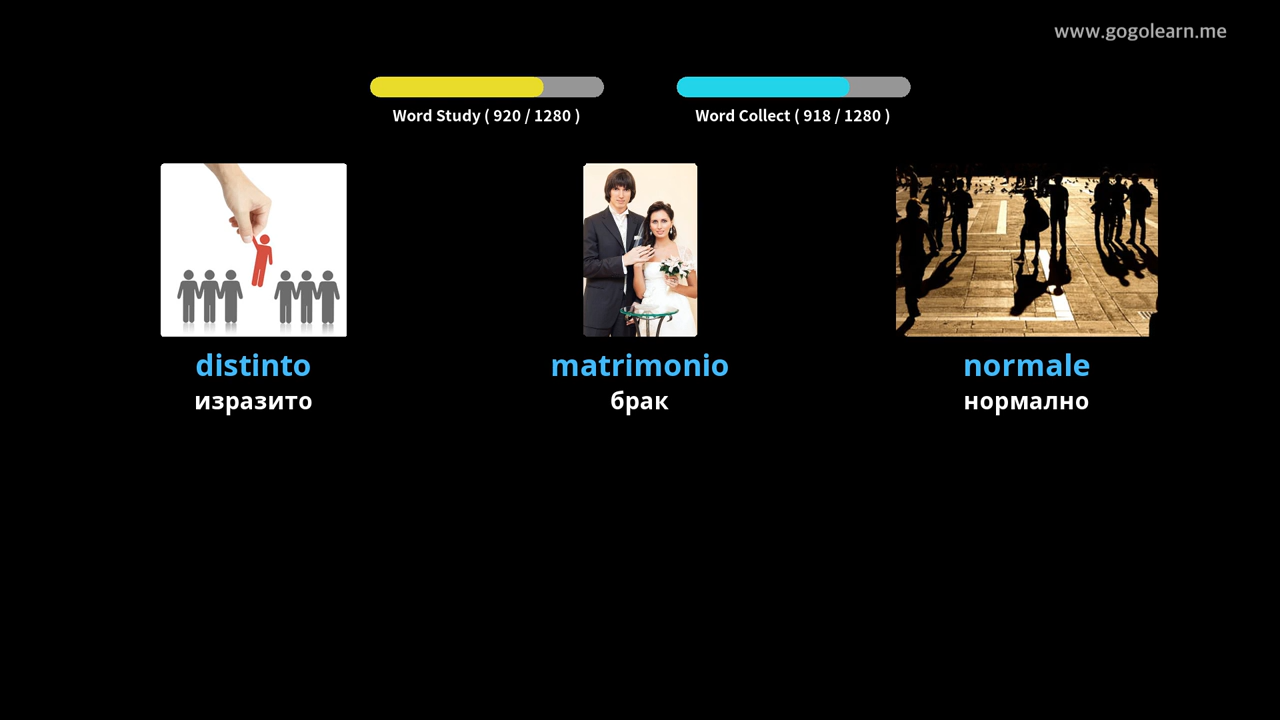 www.gogolearn.me
Word Study ( 920 / 1280 )
Word Collect ( 918 / 1280 )
distinto
matrimonio
normale
изразито
брак
нормално